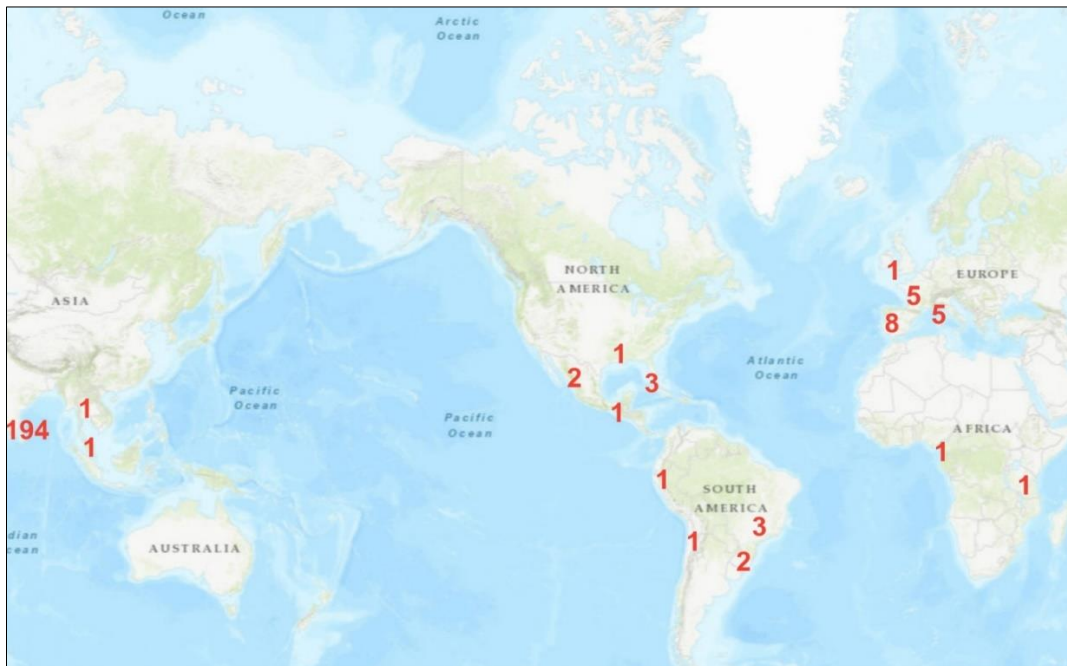 Ocean
Arctic
Ocean
NORTH
AMERICA
ASIA
EUROPE
1
5
5
8
Pacific
Ocean
1
2
3
1
Atlantic
Ocean
1
194
1
Pacific
Ocean
AFRICA
1
1
1
SOUTH
AMERICA
3
dian
cean
AUSTRALIA
1
2